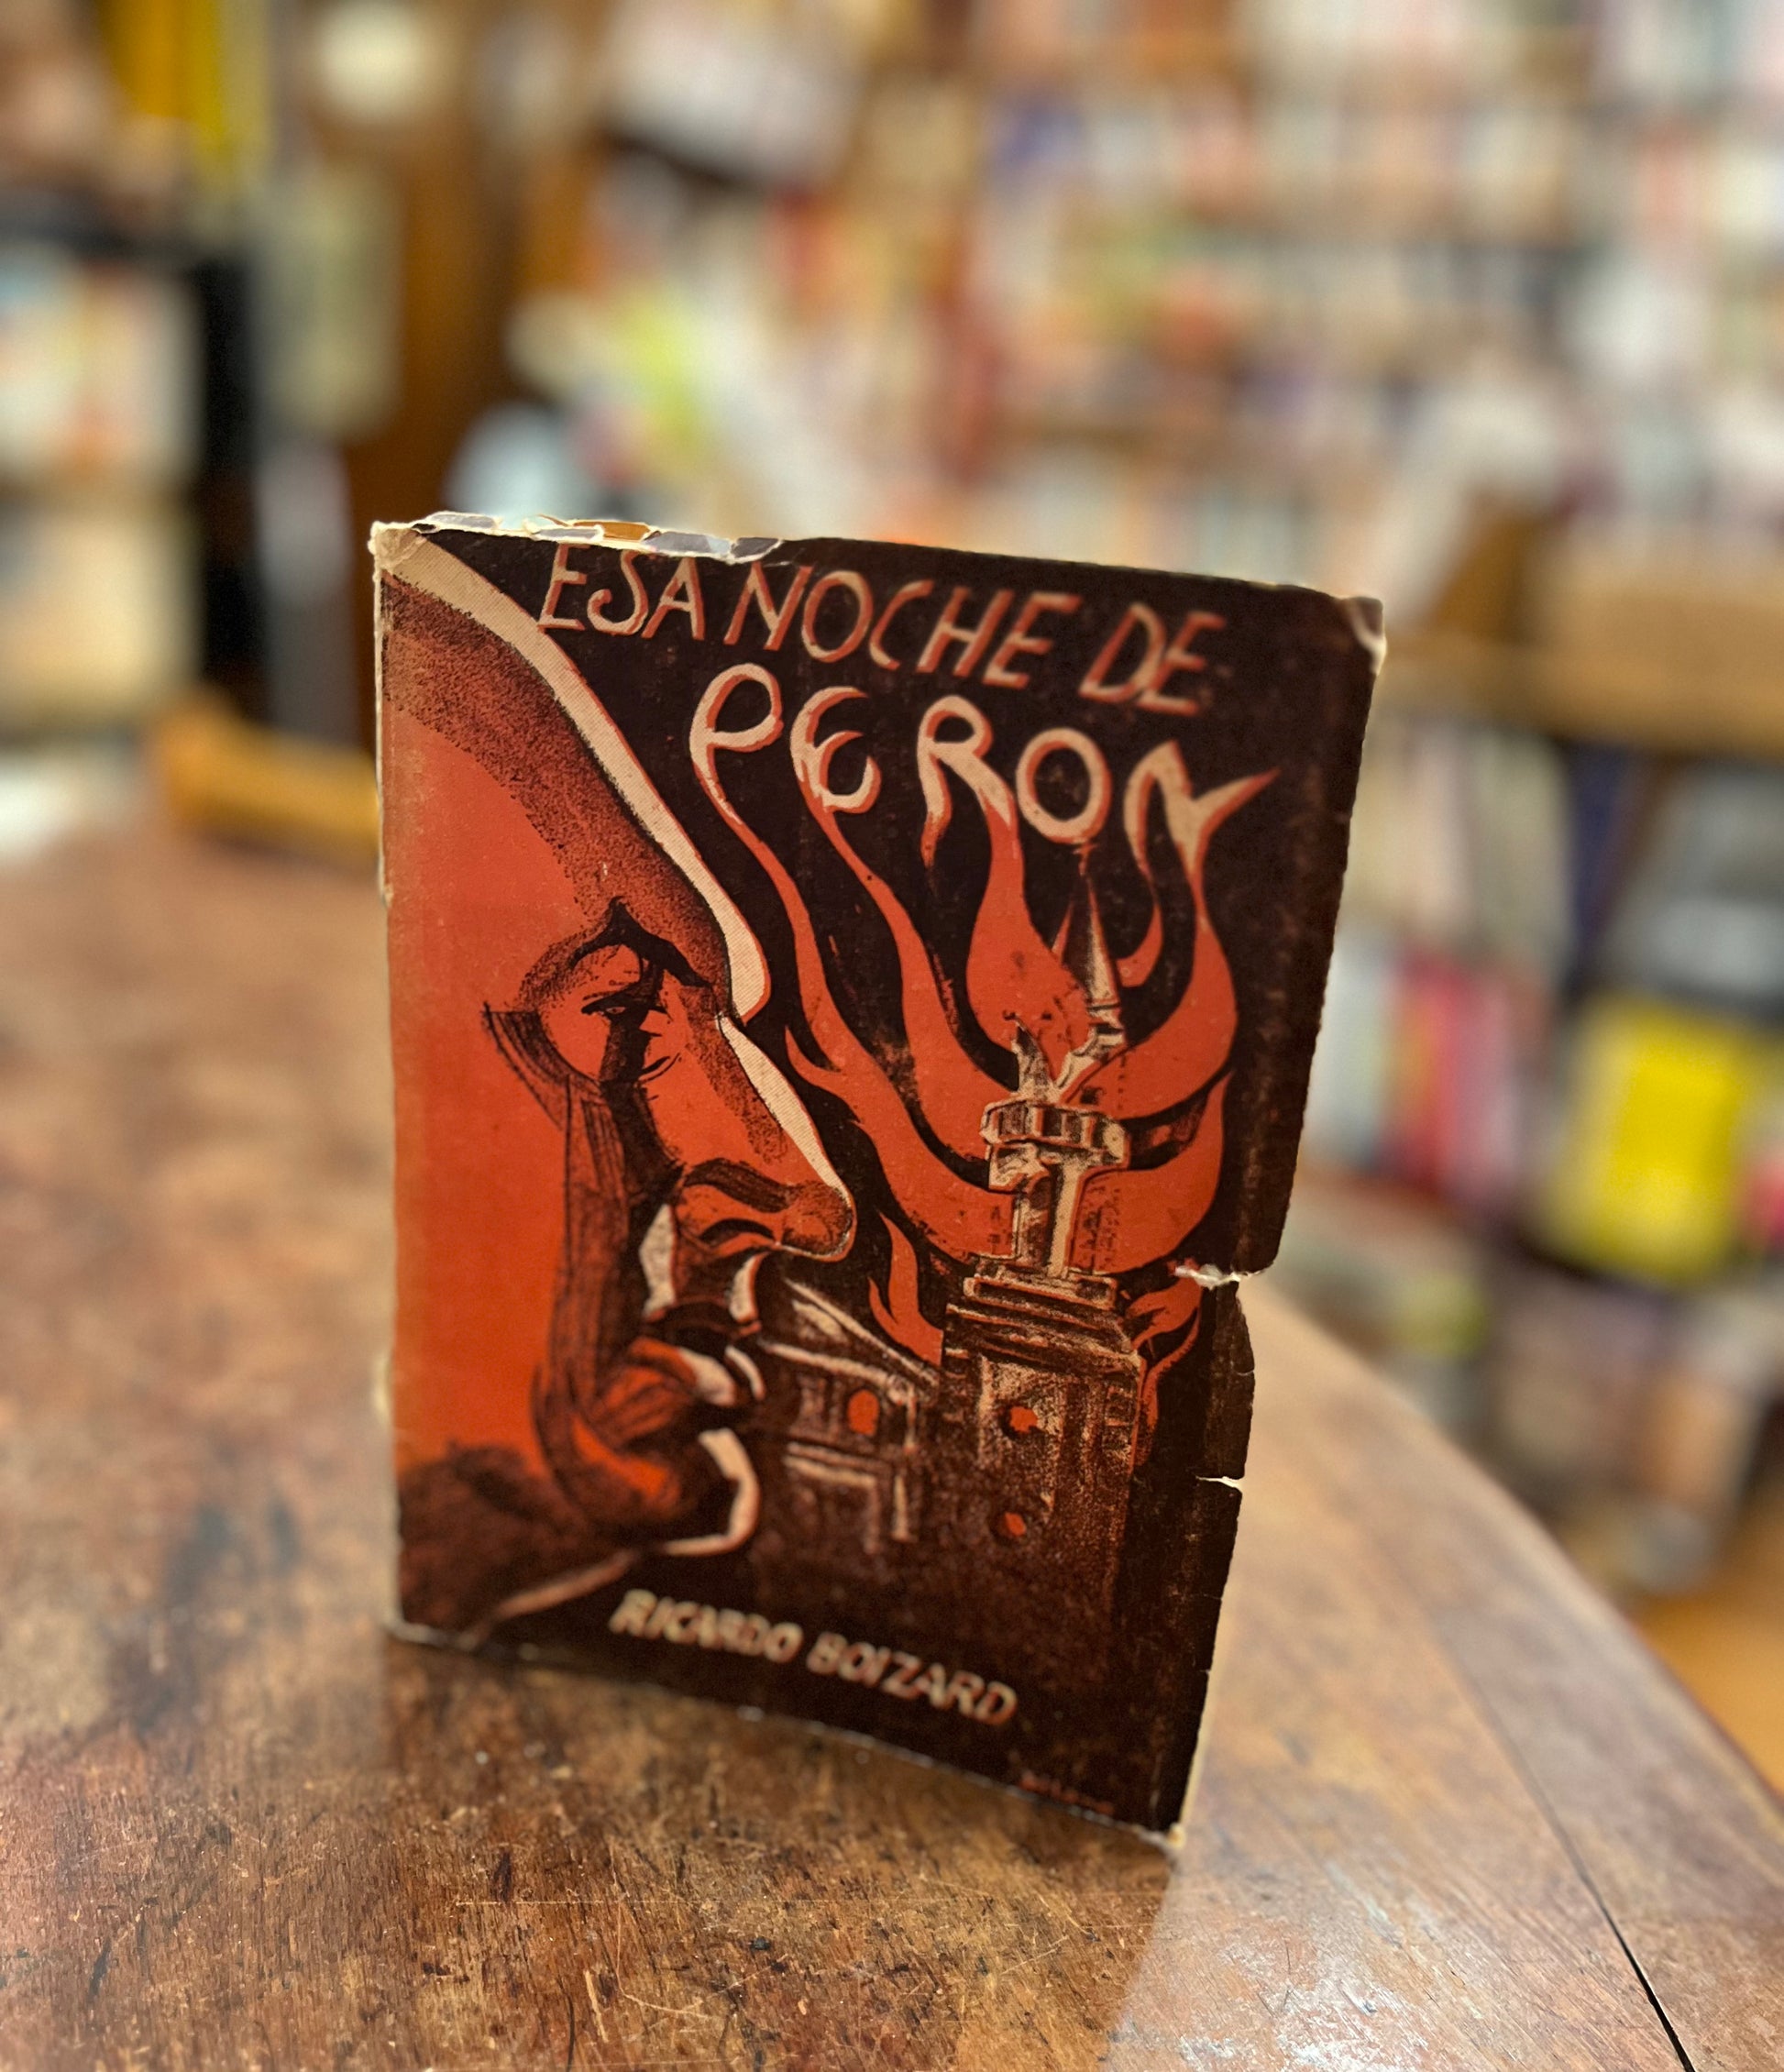 ESA NOCHE DE
PERON
RICARDO BOIZARD